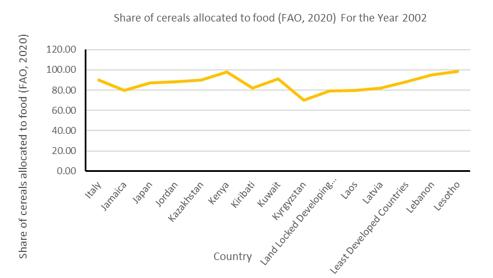 Share of cereals allocated to food (FAO, 2020) For the Year 2002
Share of cereals allocated to food (FAO, 2020)
120.00
100.00
80.00
60.00
40.00
20.00
0.00
Italy
Jamaica
Japan
Jordan
Kazakhstan
Kenya
Kiribati
Kuwait
Kyrgyzstan
Land Locked Developing...
Laos
Latvia
Least Developed Countries
Lebanon
Lesotho
Country